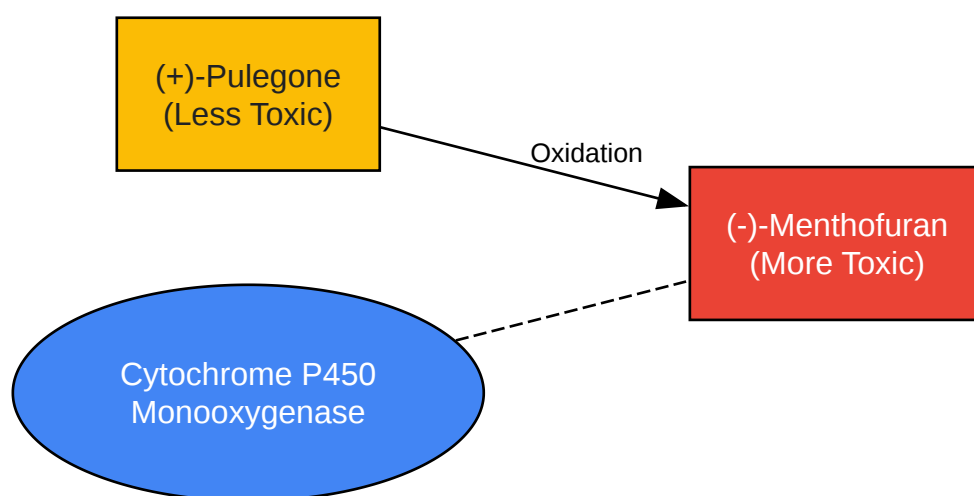 (+)-Pulegone
(Less Toxic)
Oxidation
(-)-Menthofuran
(More Toxic)
Cytochrome P450
Monooxygenase